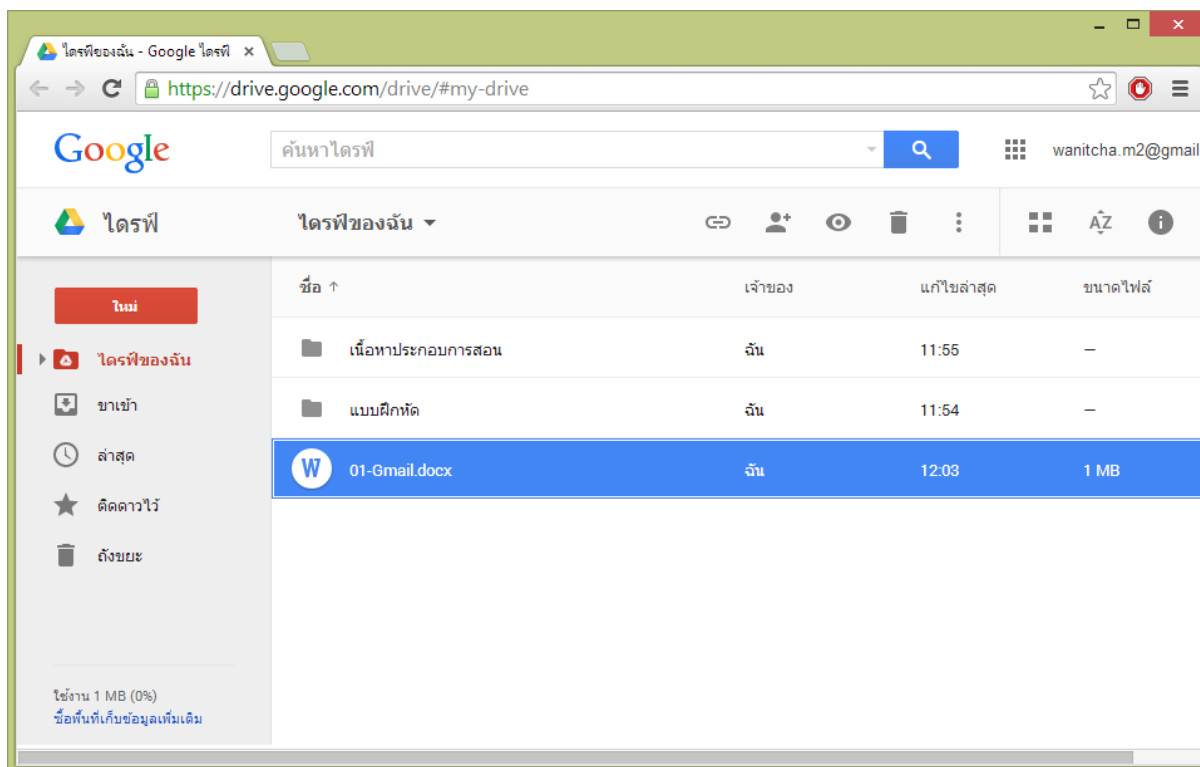 ไดรฟ์ของฉัน - Google ไดรฟ์
https://drive.google.com/drive/#my-drive
Google
ค้นหาไดรฟ์
wanitcha.m2@gmail
ไดรฟ์
ไดรฟ์ของฉัน
AZ
ใหม่
ไดรฟ์ของฉัน
ขาเข้า
ล่าสุด
ติดดาวไว้
ถังขยะ
ใช้งาน 1 MB (0%)
ซื้อพื้นที่เก็บข้อมูลเพิ่มเติม
ชื่อ ↑ เจ้าของ แก้ไขล่าสุด ขนาดไฟล์
เนื้อหาประกอบการสอน ฉัน 11:55 –
แบบฝึกหัด ฉัน 11:54 –
W 01-Gmail.docx ฉัน 12:03 1 MB